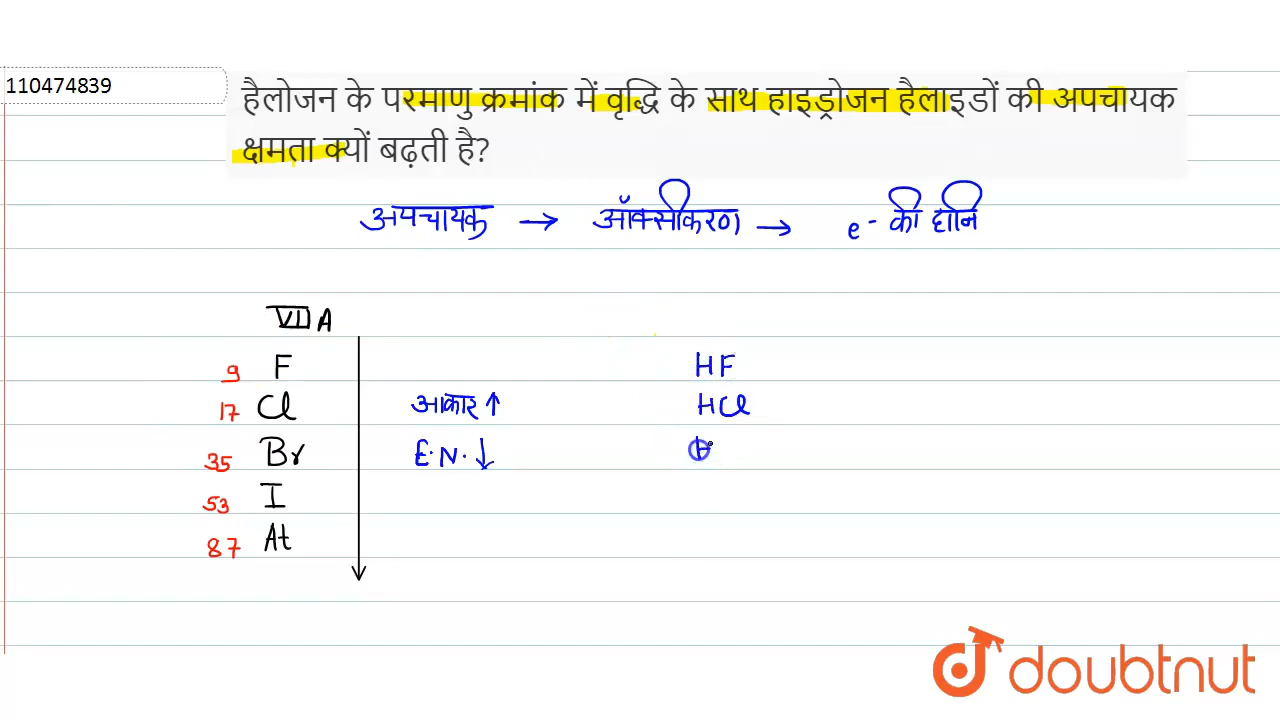 110474839
हैलोजन के परमाणु क्रमांक में वृद्धि के साथ हाइड्रोजन हैलाइडों की अपचायक
क्षमता क्यों बढ़ती है?
अपचायक → ऑक्सीकरण → e⁻ की हानि
VII A
9 F HF
17 Cl आकार ↑ HCl
35 Br E.N. ↓ H
53 I
87 At
doubtnut